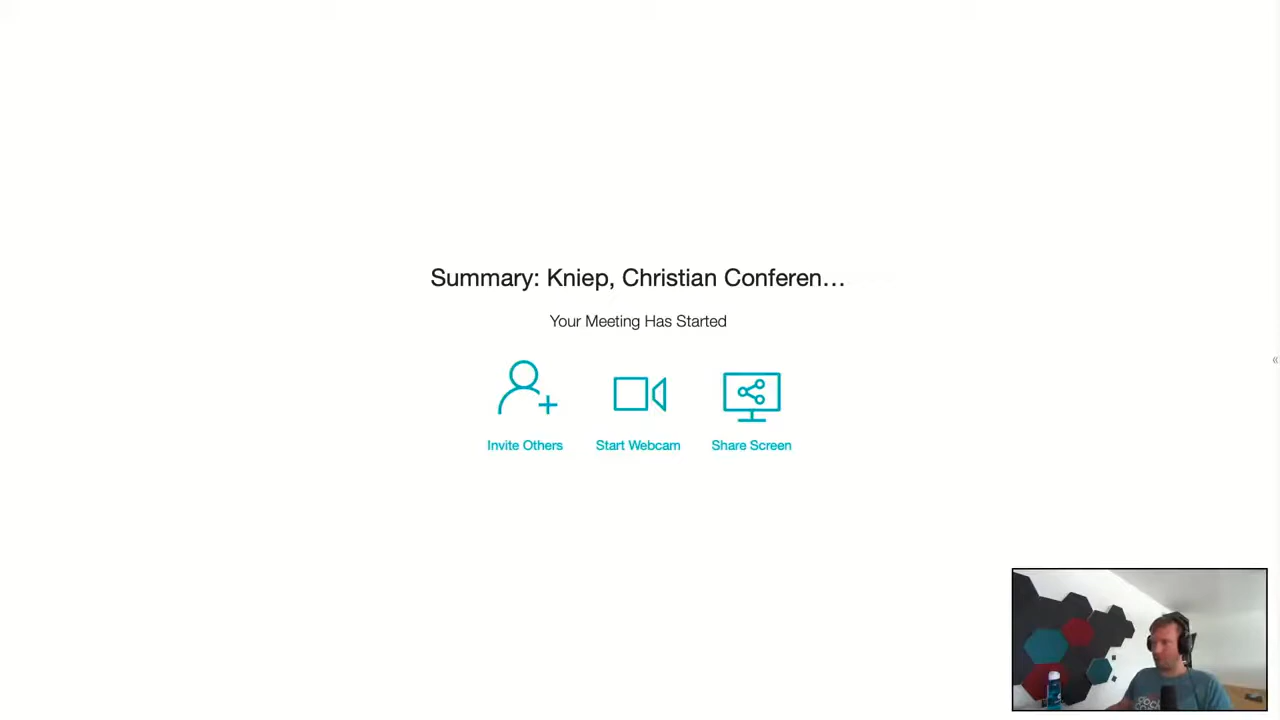 Summary: Kniep, Christian Conferen…
Your Meeting Has Started
«
Invite Others
Start Webcam
Share Screen